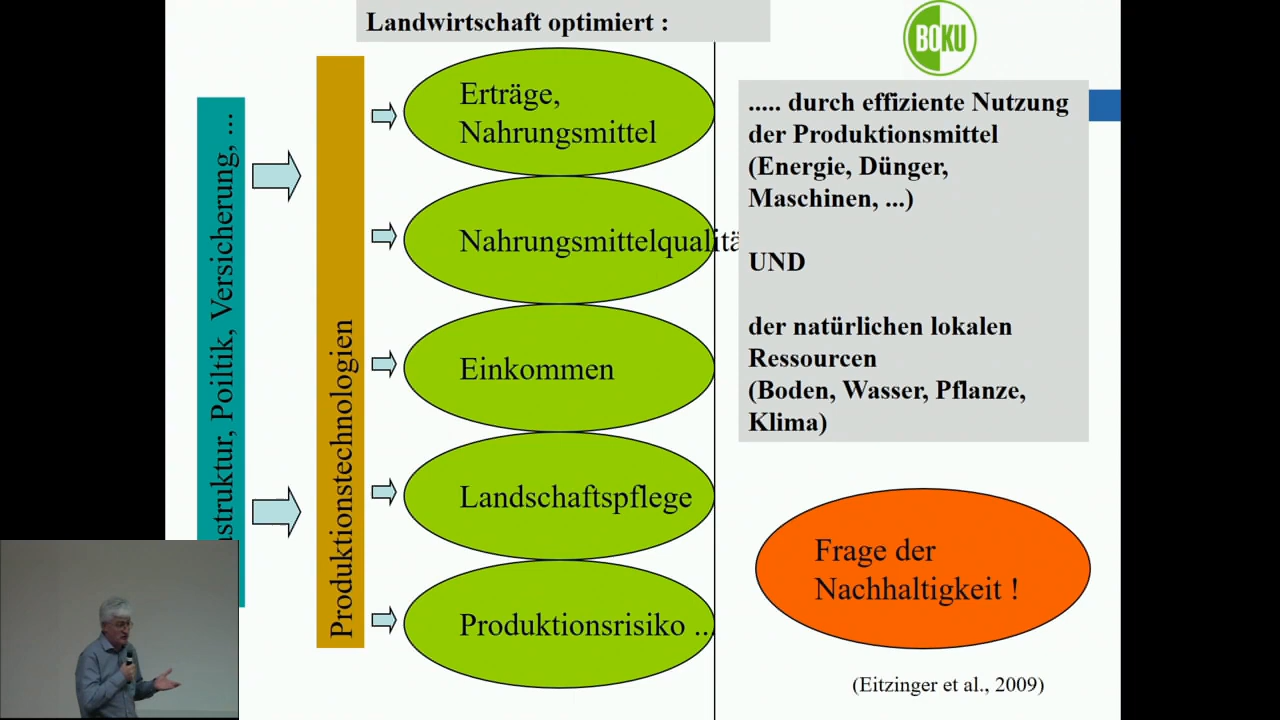 Landwirtschaft optimiert :
BOKU
Poiltik, Versicherung, ...
Produktionstechnologien
Erträge,
Nahrungsmittel
Nahrungsmittelqualitä
Einkommen
Landschaftspflege
Produktionsrisiko ...
..... durch effiziente Nutzung
der Produktionsmittel
(Energie, Dünger,
Maschinen, ...)
UND
der natürlichen lokalen
Ressourcen
(Boden, Wasser, Pflanze,
Klima)
Frage der
Nachhaltigkeit !
(Eitzinger et al., 2009)